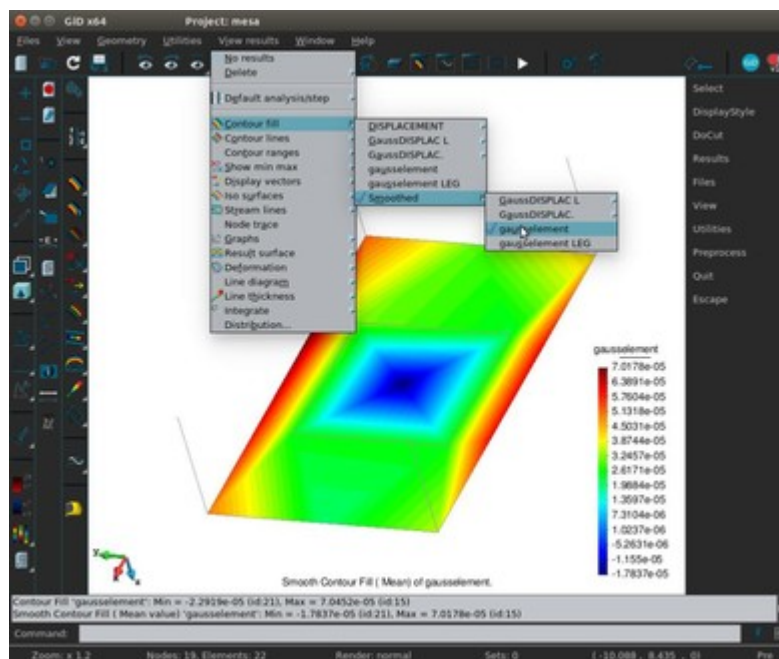 GiD x64 Project: mesa
Files View Geometry Utilities View results Window Help
No results
Delete
Default analysis/step
Contour fill
Contour lines
Contour ranges
Show min max
Display vectors
Iso surfaces
Stream lines
Node trace
Graphs
Result surface
Deformation
Line diagram
Line thickness
Integrate
Distribution...
DISPLACEMENT
GaussDISPLAC L
GaussDISPLAC.
gausselement
gausselement LEG
Smoothed
GaussDISPLAC L
GaussDISPLAC.
gausselement
gausselement LEG
Select
DisplayStyle
DoCut
Results
Files
View
Utilities
Preprocess
Quit
Escape
gausselement
7.0178e-05
6.3891e-05
5.7604e-05
5.1318e-05
4.5031e-05
3.8744e-05
3.2457e-05
2.6171e-05
1.9884e-05
1.3597e-05
7.3104e-06
1.0237e-06
-5.2631e-06
-1.155e-05
-1.7837e-05
y
z
x
Smooth Contour Fill ( Mean) of gausselement.
Contour Fill 'gausselement': Min = -2.2919e-05 (id:21), Max = 7.0452e-05 (id:15)
Smooth Contour Fill ( Mean value) 'gausselement': Min = -1.7837e-05 (id:21), Max = 7.0178e-05 (id:15)
Command:
Zoom: x 1.2 Nodes: 19, Elements: 22 Render: normal Sets: 0 (-10.088, 8.435, 0) Pre